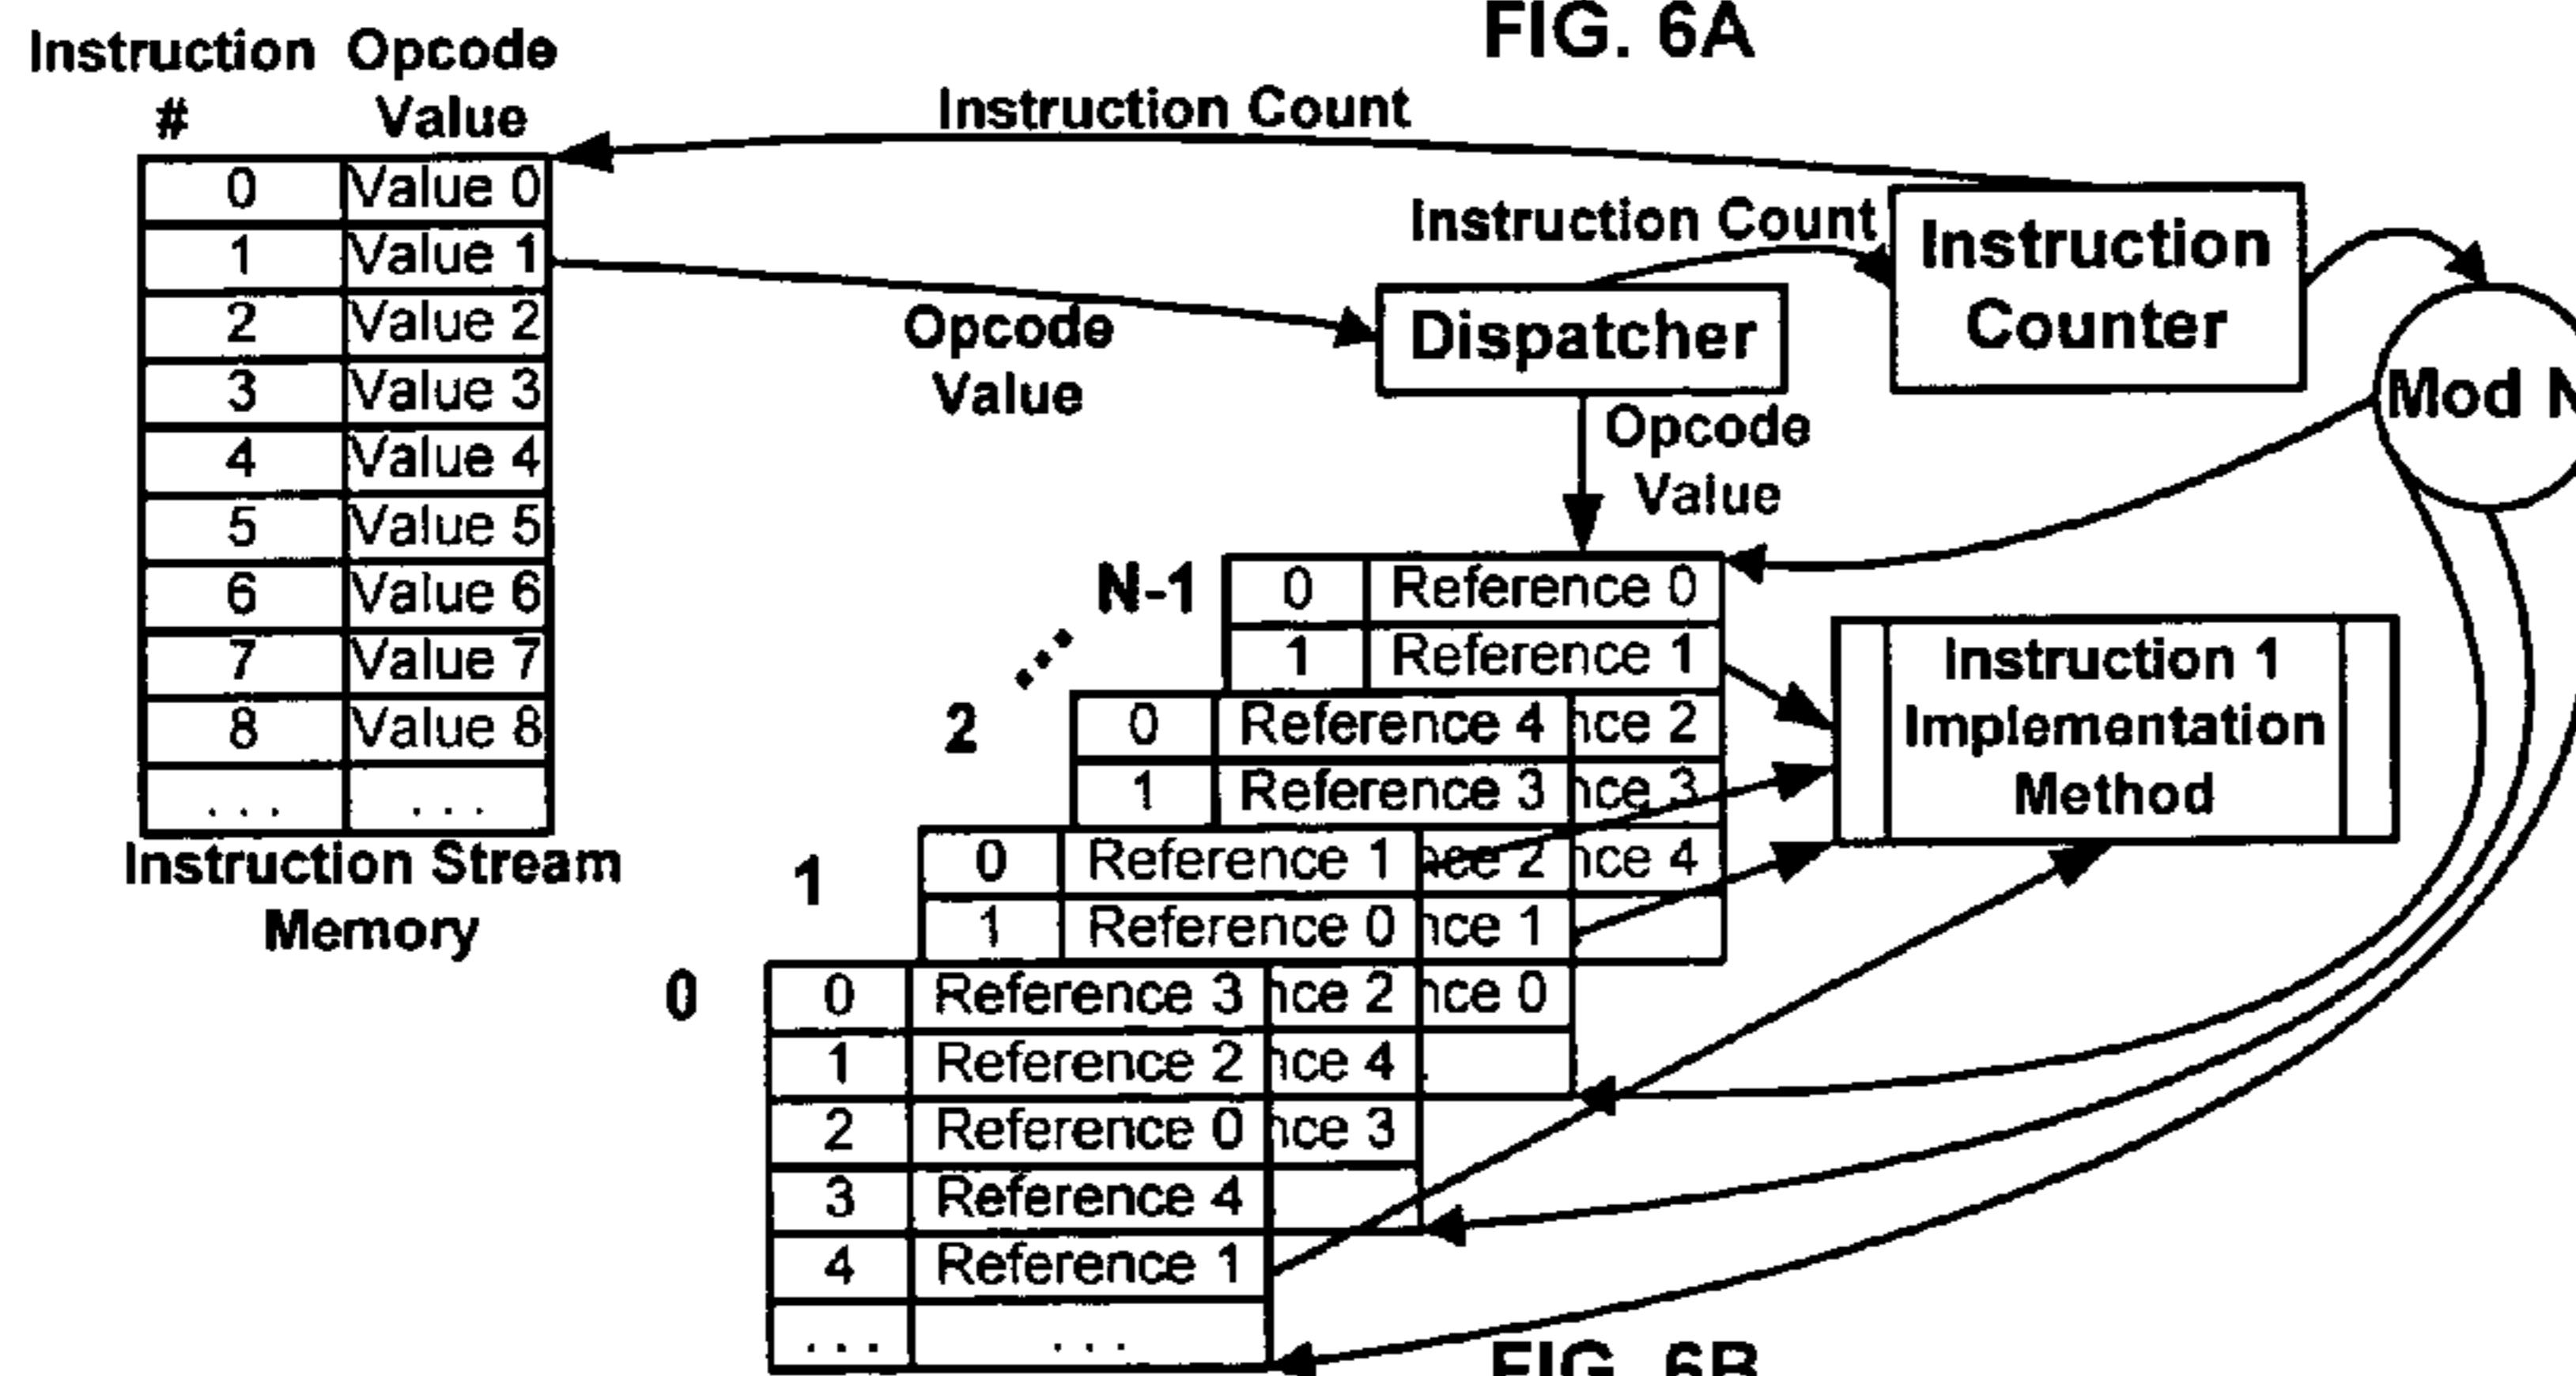 FIG. 6A
Instruction Opcode
# Value
0 Value 0
1 Value 1
2 Value 2
3 Value 3
4 Value 4
5 Value 5
6 Value 6
7 Value 7
8 Value 8
... ...
Instruction Stream
Memory
Instruction Count
Instruction Count
Instruction
Counter
Mod N
Opcode
Value
Dispatcher
Opcode
Value
N-1
0 Reference 0
1 Reference 1
2
0 Reference 4 nce 2
1 Reference 3 nce 3
1
0 Reference 1 nce 2 nce 4
1 Reference 0 nce 1
0
0 Reference 3 nce 2 nce 0
1 Reference 2 nce 4
2 Reference 0 nce 3
3 Reference 4
4 Reference 1
... ...
Instruction 1
Implementation
Method
FIG. 6B